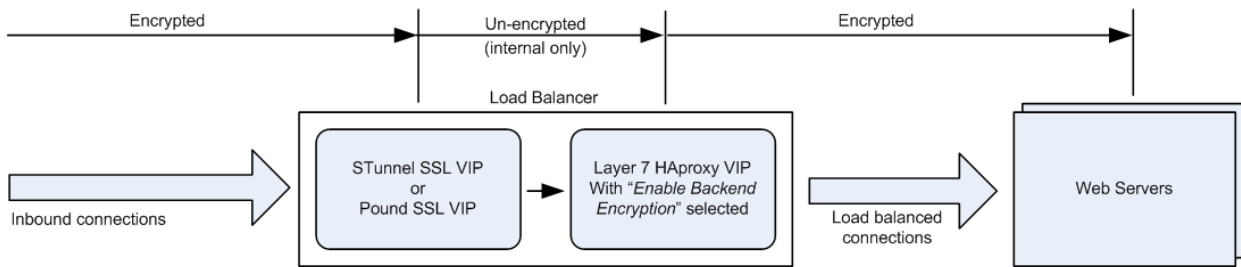 Encrypted
Un-encrypted
(internal only)
Encrypted
Load Balancer
STunnel SSL VIP
or
Pound SSL VIP
Layer 7 HAproxy VIP
With “Enable Backend
Encryption” selected
Web Servers
Inbound connections
Load balanced
connections